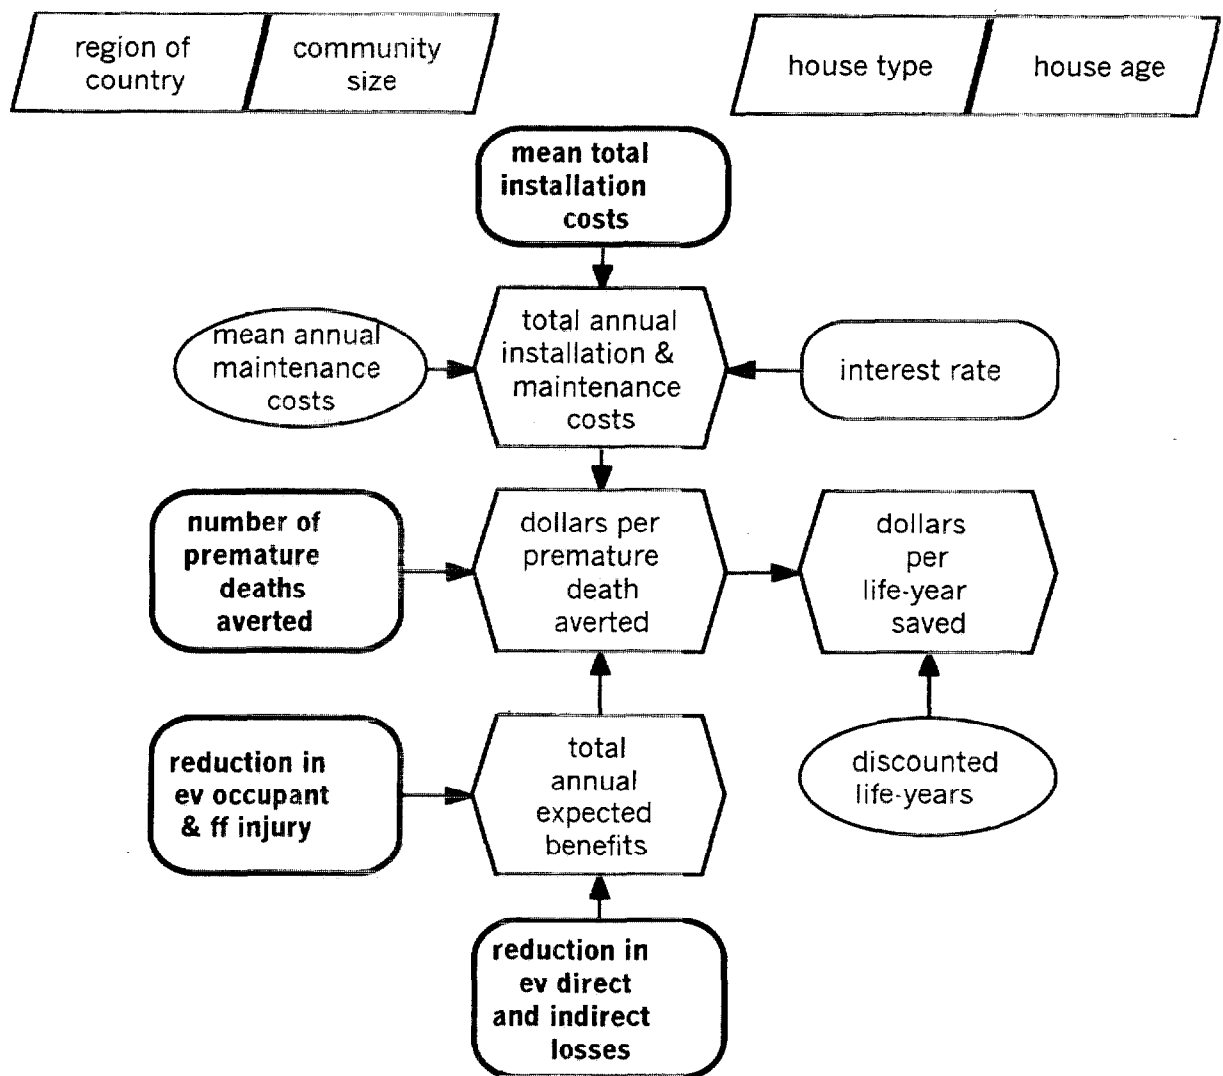 region of
country
community
size
house type
house age
mean total
installation
costs
mean annual
maintenance
costs
total annual
installation &
maintenance
costs
interest rate
number of
premature
deaths
averted
dollars per
premature
death
averted
dollars
per
life-year
saved
reduction in
ev occupant
& ff injury
total
annual
expected
benefits
discounted
life-years
reduction in
ev direct
and indirect
losses